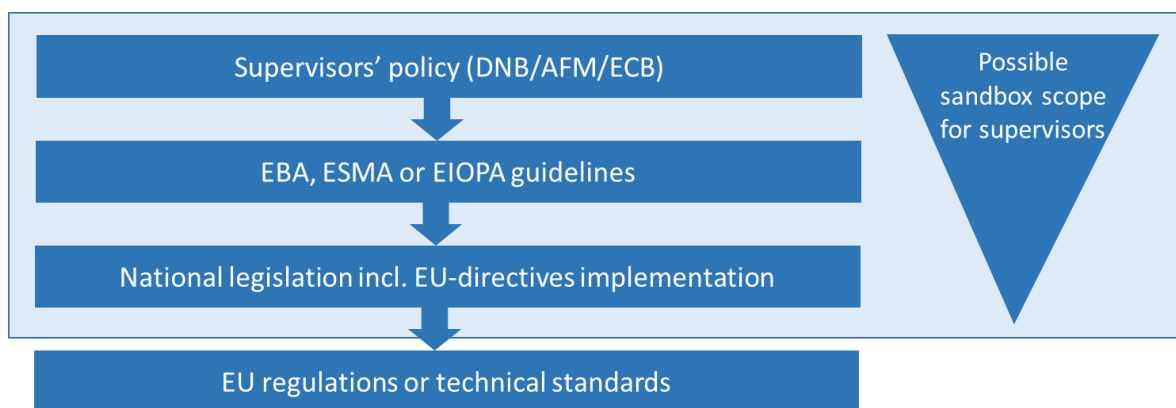 Supervisors’ policy (DNB/AFM/ECB)
EBA, ESMA or EIOPA guidelines
National legislation incl. EU-directives implementation
EU regulations or technical standards
Possible
sandbox scope
for supervisors